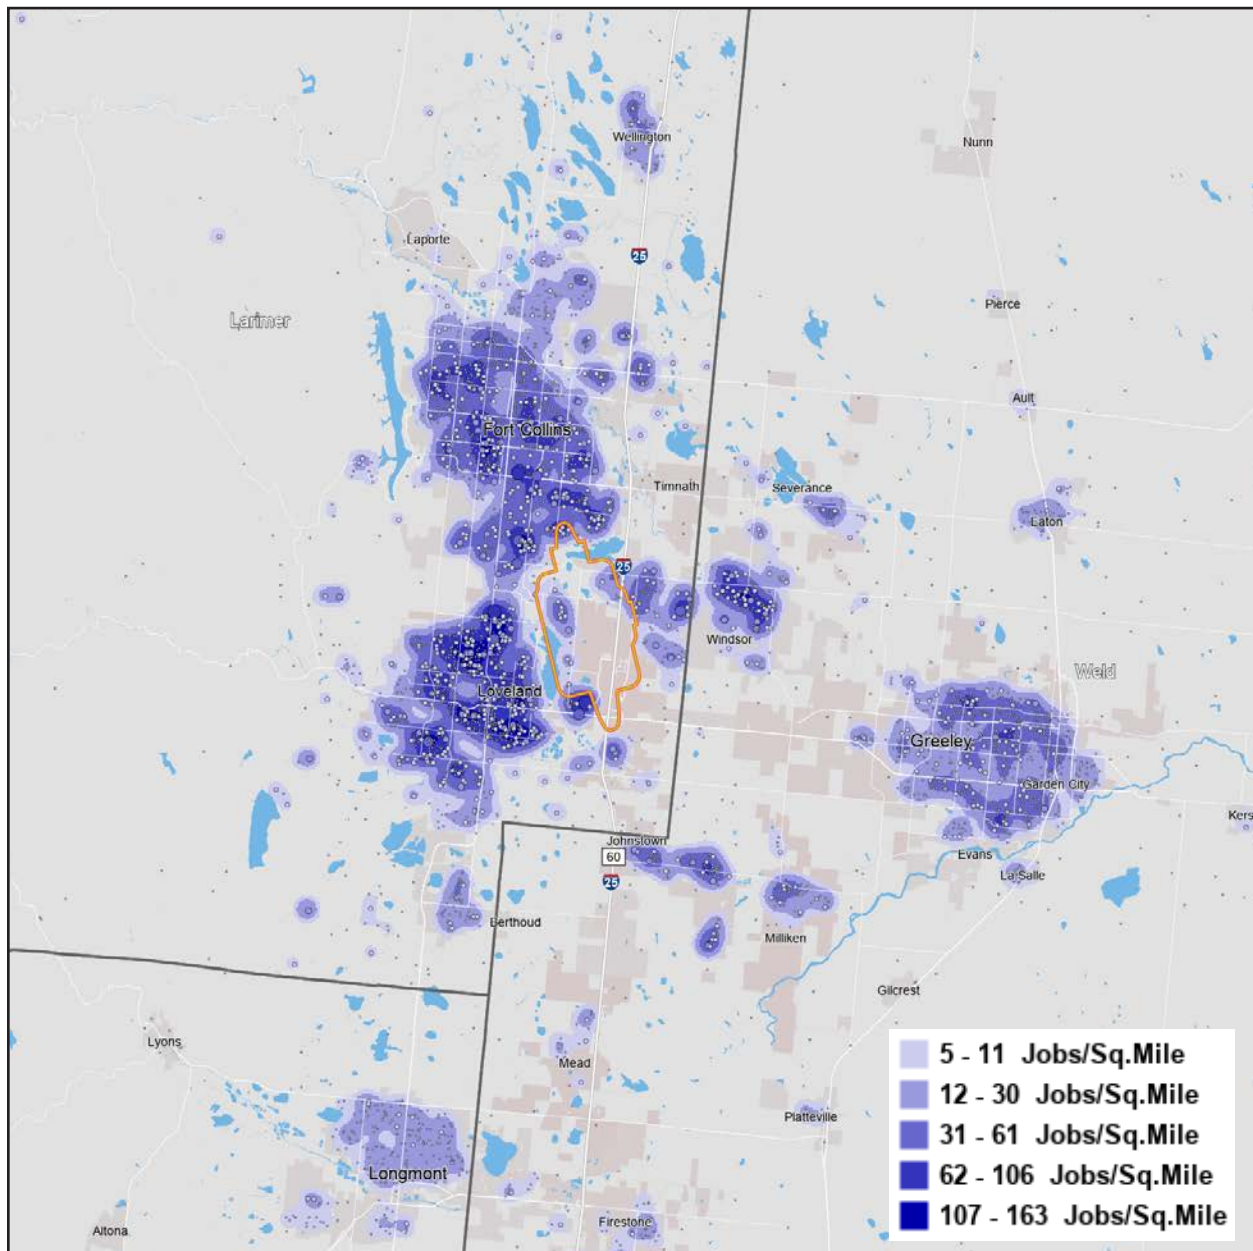 Wellington
Nunn
Laporte
25
Larimer
Pierce
Ault
Fort Collins
Timnath
Severance
Eaton
25
Windsor
Weld
Loveland
Greeley
Garden City
Kers
Johnstown
60
Evans
25
La Salle
Berthoud
Milliken
Gilcrest
Lyons
Mead
Platteville
Longmont
Firestone
Altona
5 - 11 Jobs/Sq.Mile
12 - 30 Jobs/Sq.Mile
31 - 61 Jobs/Sq.Mile
62 - 106 Jobs/Sq.Mile
107 - 163 Jobs/Sq.Mile